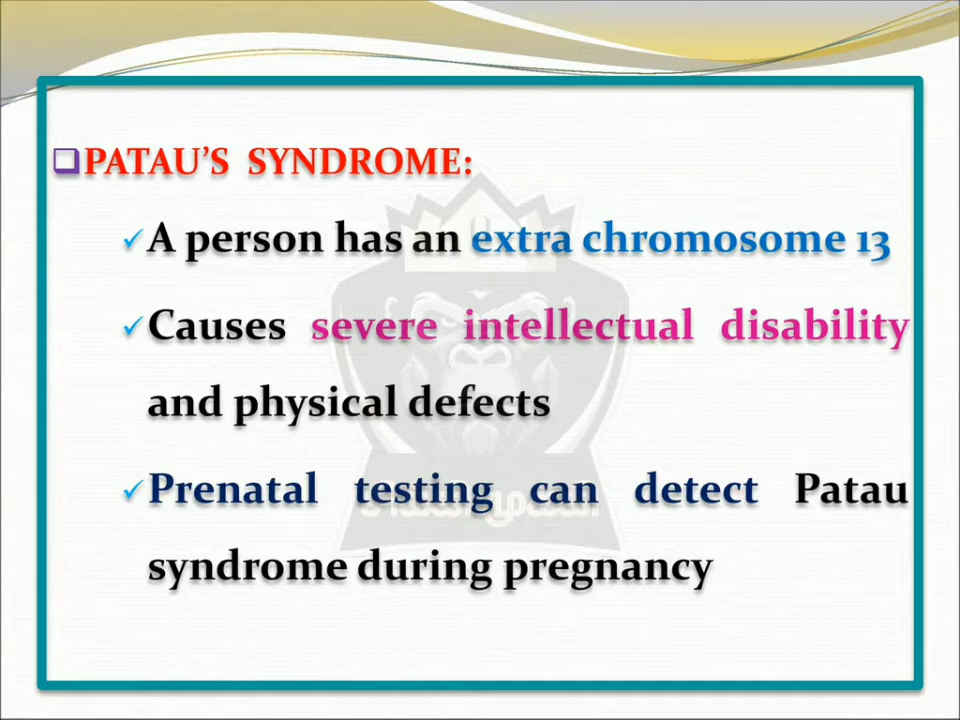 PATAU’S SYNDROME:
A person has an extra chromosome 13
Causes severe intellectual disability
and physical defects
Prenatal testing can detect Patau
syndrome during pregnancy